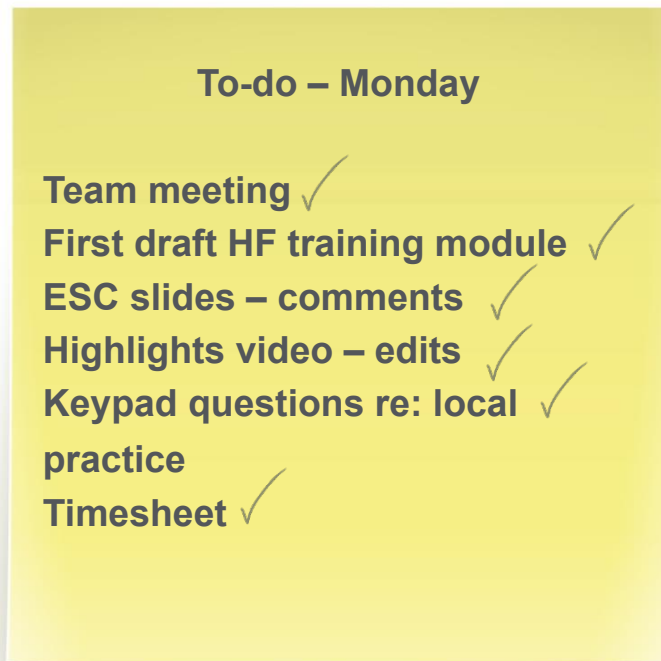 To-do – Monday
Team meeting
First draft HF training module
ESC slides – comments
Highlights video – edits
Keypad questions re: local
practice
Timesheet